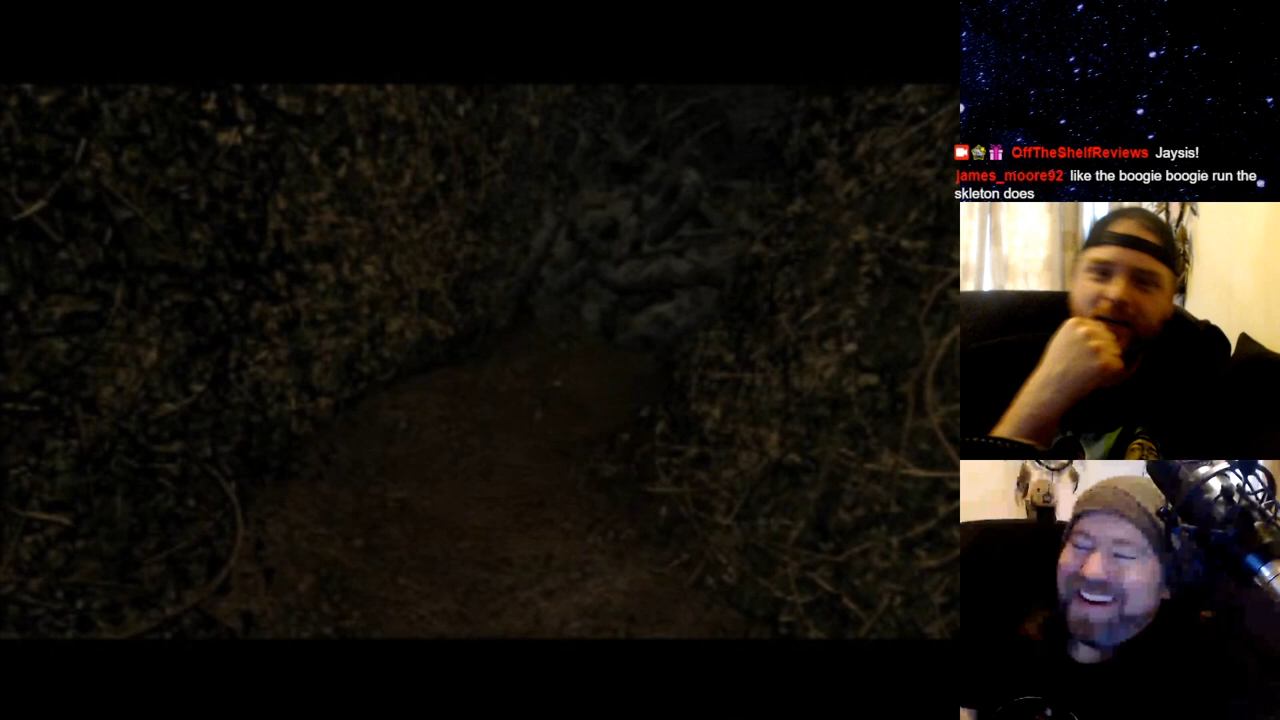 OffTheShelfReviews Jaysis!
james_moore92 like the boogie boogie run the
skleton does